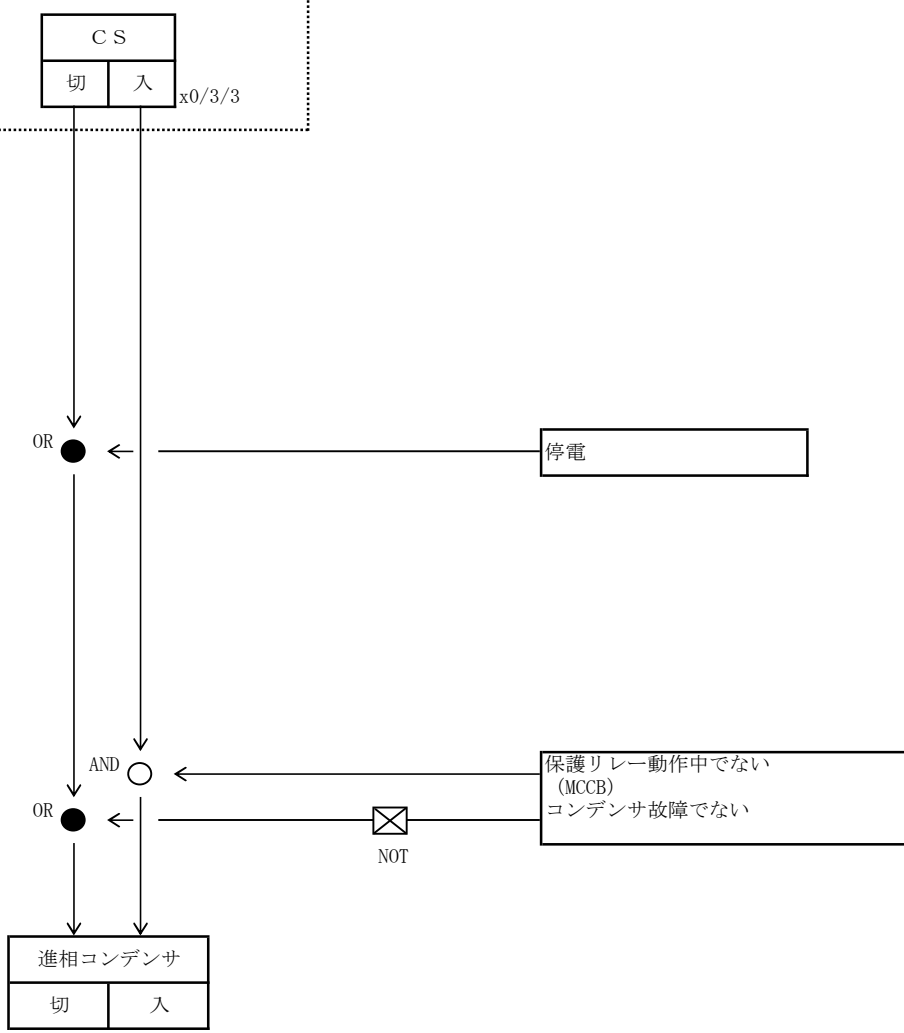 ＣＳ
切 入
x0/3/3
OR
停電
AND
保護リレー動作中でない
（MCCB）
コンデンサ故障でない
OR
NOT
進相コンデンサ
切 入